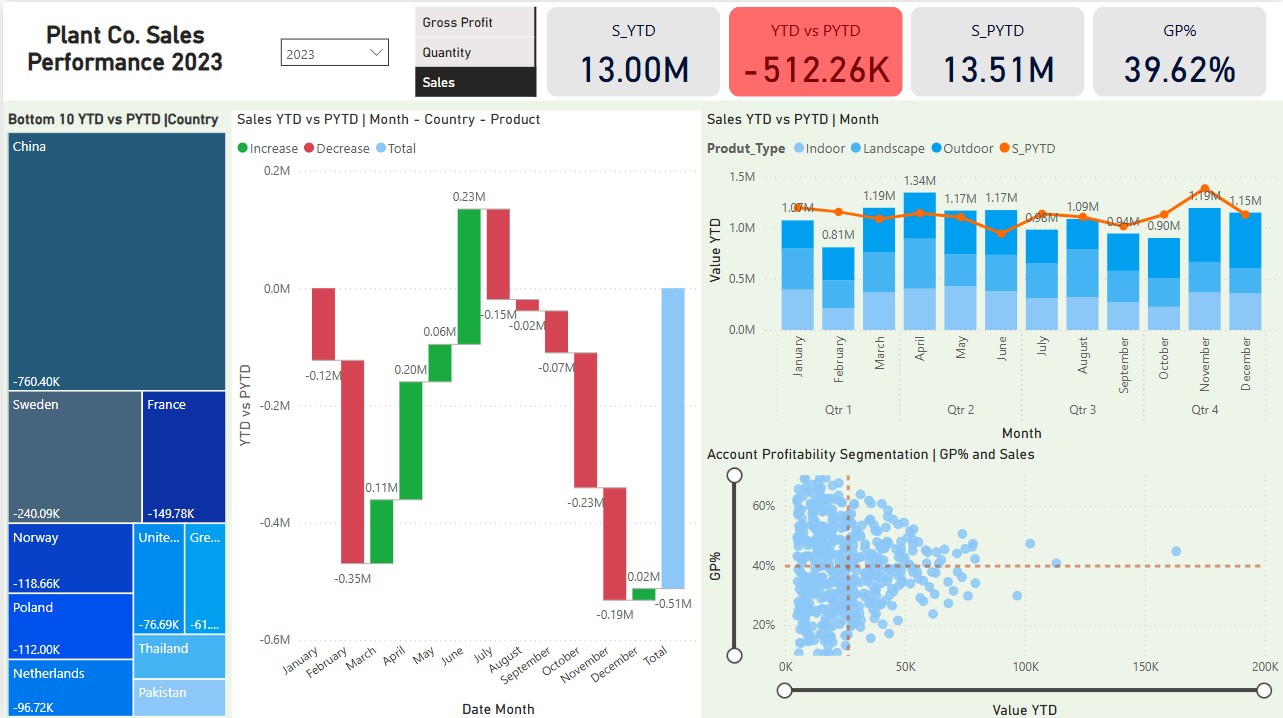 Plant Co. Sales
Performance 2023
2023
Gross Profit
Quantity
Sales
S_YTD
13.00M
YTD vs PYTD
-512.26K
S_PYTD
13.51M
GP%
39.62%
Bottom 10 YTD vs PYTD |Country
China
-760.40K
Sweden
-240.09K
France
-149.78K
Norway
-118.66K
Poland
-112.00K
Netherlands
-96.72K
Unite...
-76.69K
Gre...
-61....
Thailand
Pakistan
Sales YTD vs PYTD | Month - Country - Product
Increase Decrease Total
YTD vs PYTD
0.2M
0.0M
-0.2M
-0.4M
-0.6M
-0.12M
-0.35M
0.11M
0.20M
0.06M
0.23M
-0.15M
-0.02M
-0.07M
-0.23M
-0.19M
0.02M
-0.51M
January February March April May June July August September October November December Total
Date Month
Sales YTD vs PYTD | Month
Produt_Type Indoor Landscape Outdoor S_PYTD
Value YTD
1.5M
1.0M
0.5M
0.0M
1.07M 0.81M 1.19M 1.34M 1.17M 1.17M 0.98M 1.09M 0.94M 0.90M 1.19M 1.15M
January February March April May June July August September October November December
Qtr 1 Qtr 2 Qtr 3 Qtr 4
Month
Account Profitability Segmentation | GP% and Sales
GP%
60%
40%
20%
0K 50K 100K 150K 200K
Value YTD